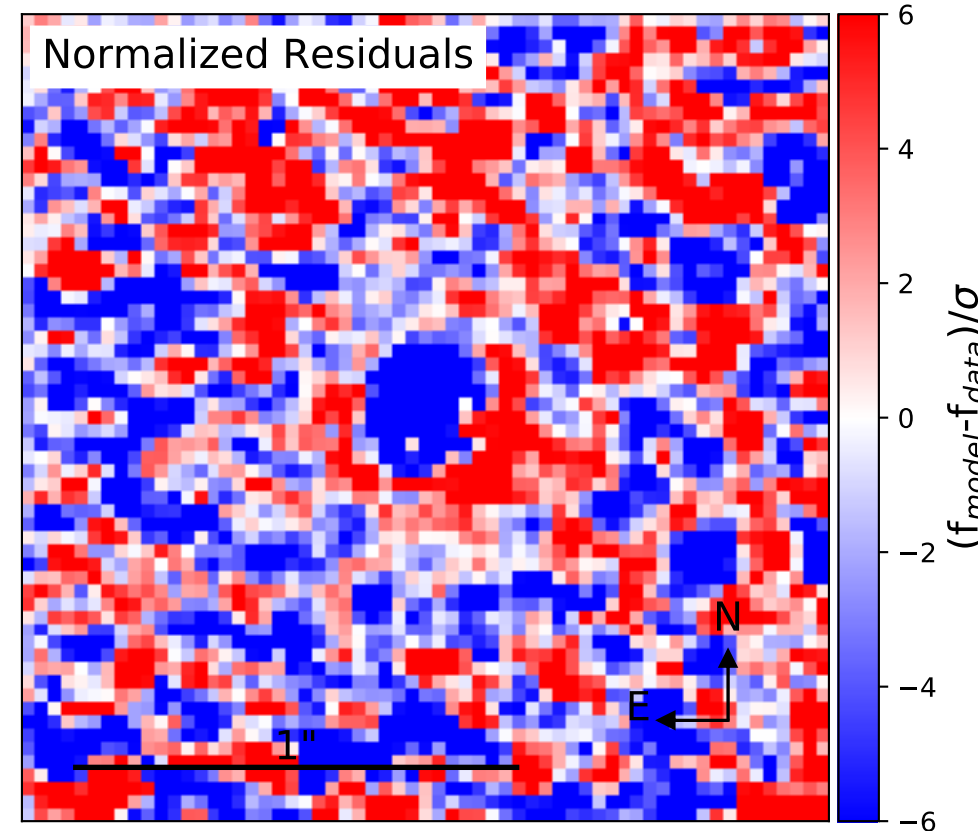 Normalized Residuals
6
4
2
0
−2
−4
−6
(f_model-f_data)/σ
N
E
1"